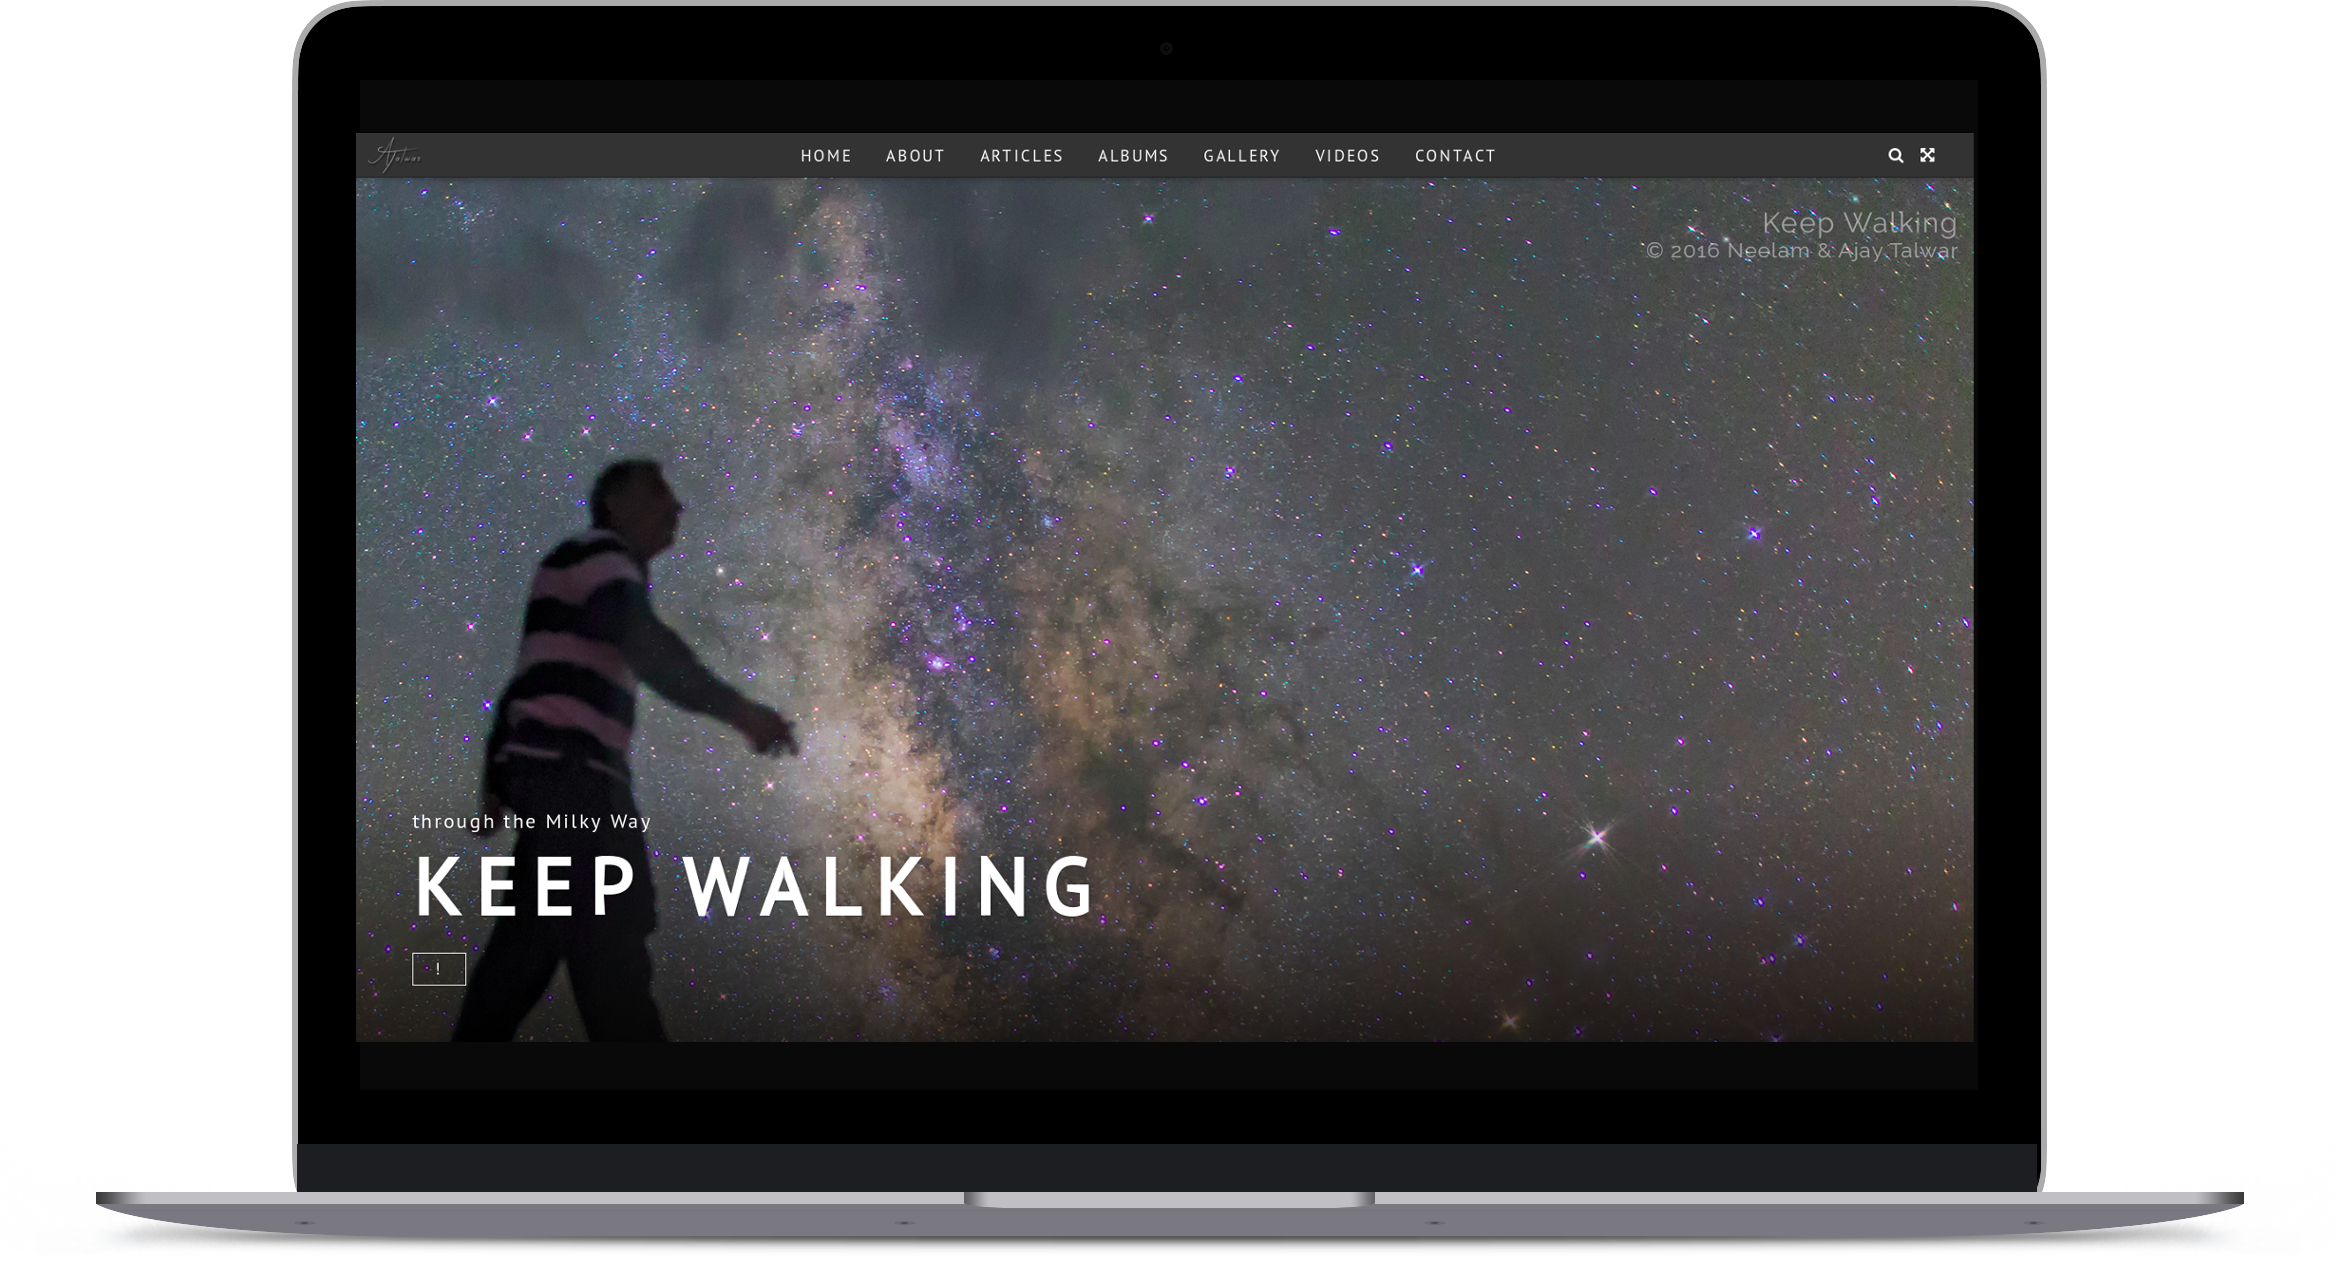 ATalwar
HOME ABOUT ARTICLES ALBUMS GALLERY VIDEOS CONTACT
Keep Walking
© 2016 Neelam & Ajay Talwar
through the Milky Way
KEEP WALKING
!